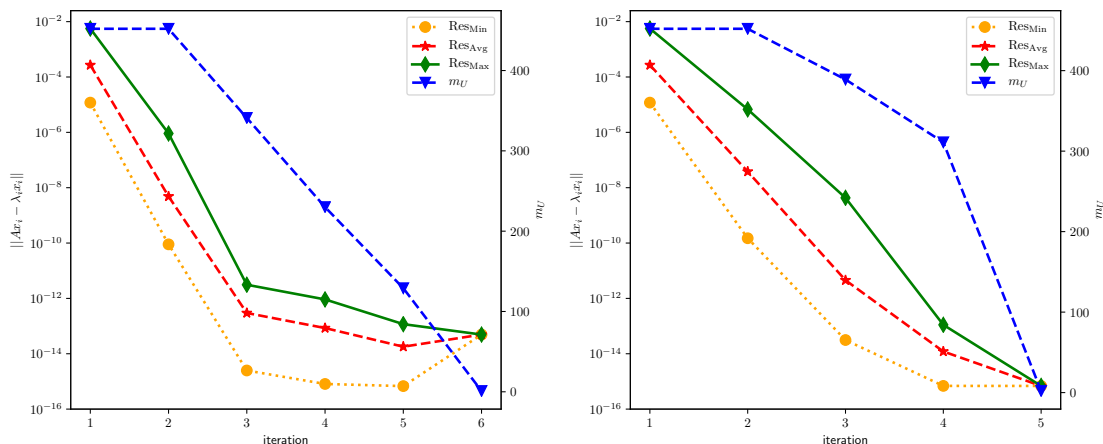 10⁻²
10⁻⁴
10⁻⁶
10⁻⁸
10⁻¹⁰
10⁻¹²
10⁻¹⁴
10⁻¹⁶
||Ax_i − λ_i x_i||
1 2 3 4 5 6
iteration
400
300
200
100
0
m_U
Res_Min
Res_Avg
Res_Max
m_U
10⁻²
10⁻⁴
10⁻⁶
10⁻⁸
10⁻¹⁰
10⁻¹²
10⁻¹⁴
10⁻¹⁶
||Ax_i − λ_i x_i||
1 2 3 4 5
iteration
400
300
200
100
0
m_U
Res_Min
Res_Avg
Res_Max
m_U